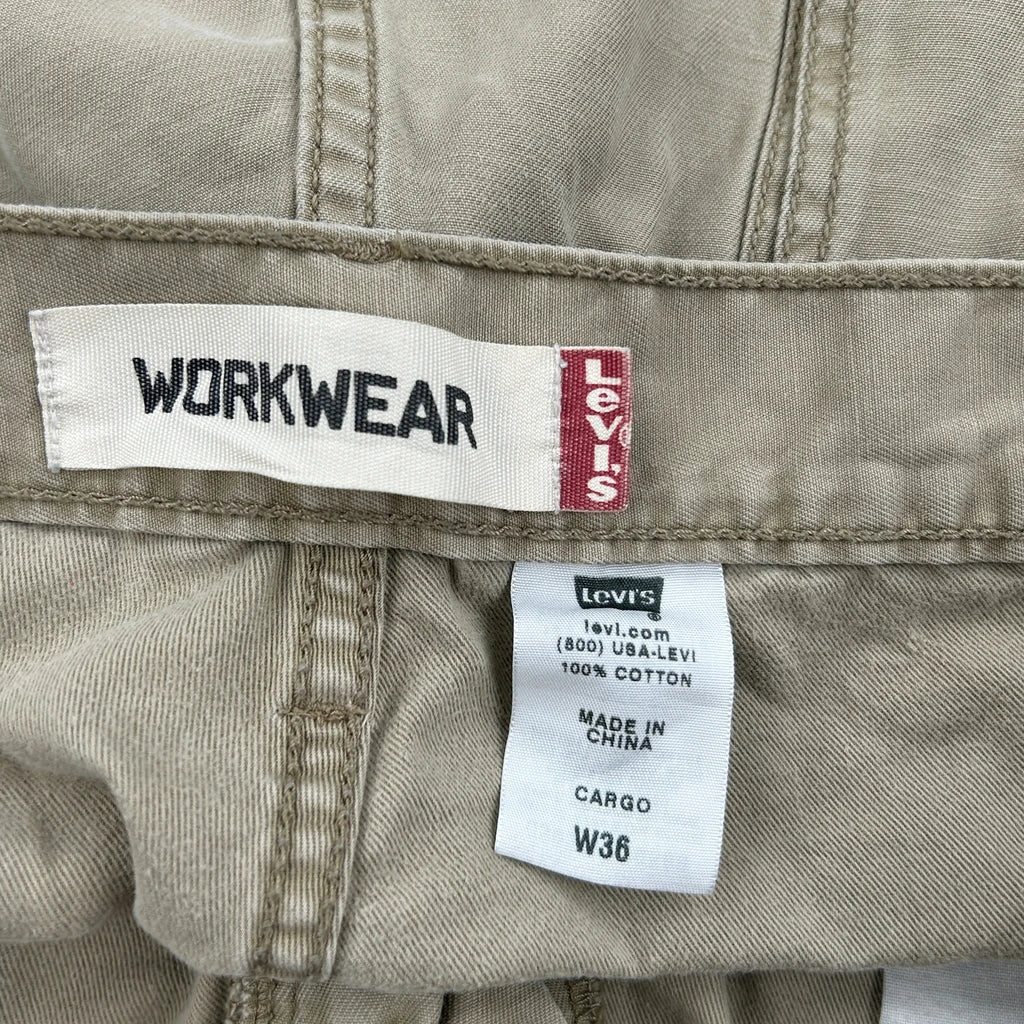 WORKWEAR
Levi's
Levi's
®
levi.com
(800) USA-LEVI
100% COTTON
MADE IN
CHINA
CARGO
W36